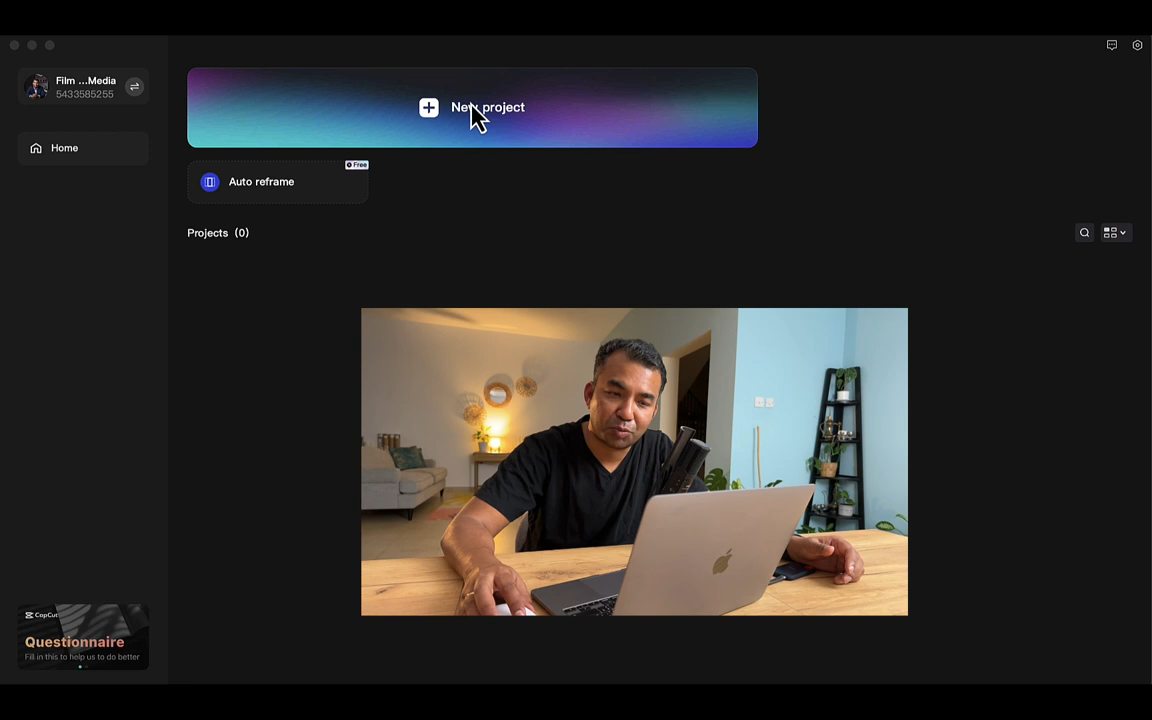 Film ...Media
5433585255
Home
New project
Free
Auto reframe
Projects (0)
CapCut
Questionnaire
Fill in this to help us to do better